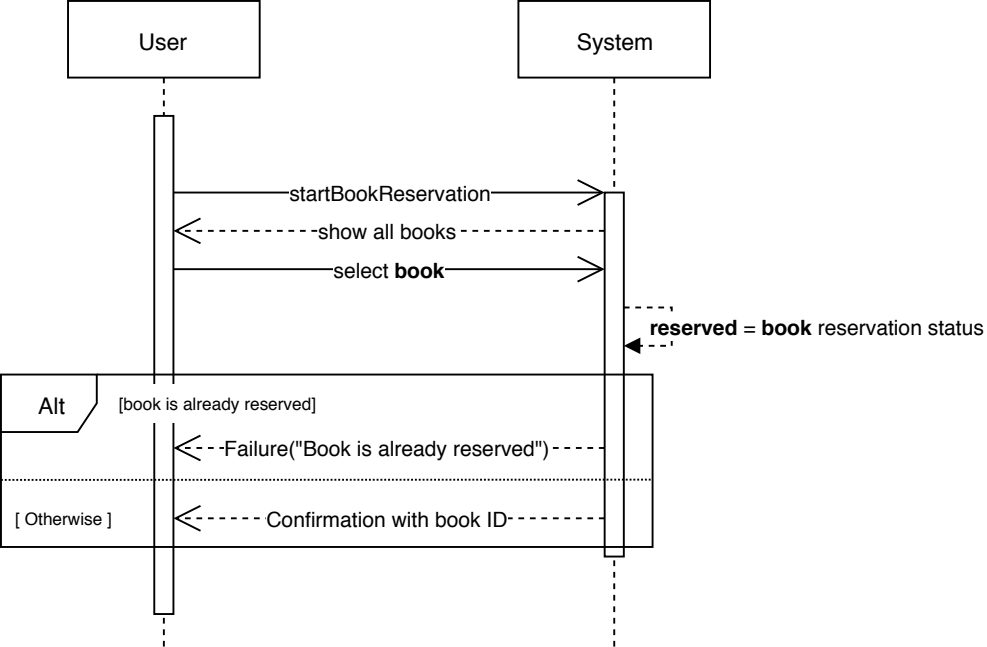 User
System
startBookReservation
show all books
select book
reserved = book reservation status
Alt
[book is already reserved]
Failure("Book is already reserved")
[ Otherwise ]
Confirmation with book ID